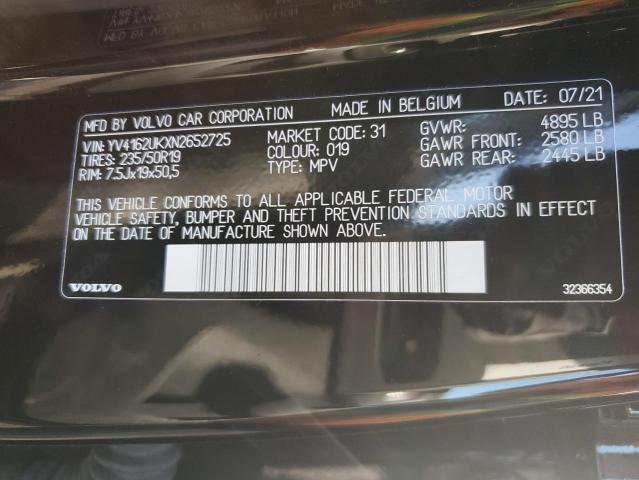 MFD BY VOLVO CAR CORPORATION MADE IN BELGIUM DATE: 07/21
VIN: YV4162UKXN2652725 MARKET CODE: 31 GVWR: 4895 LB
TIRES: 235/50R19 COLOUR: 019 GAWR FRONT: 2580 LB
RIM: 7.5Jx19x50,5 TYPE: MPV GAWR REAR: 2445 LB
THIS VEHICLE CONFORMS TO ALL APPLICABLE FEDERAL MOTOR
VEHICLE SAFETY, BUMPER AND THEFT PREVENTION STANDARDS IN EFFECT
ON THE DATE OF MANUFACTURE SHOWN ABOVE.
VOLVO 32366354